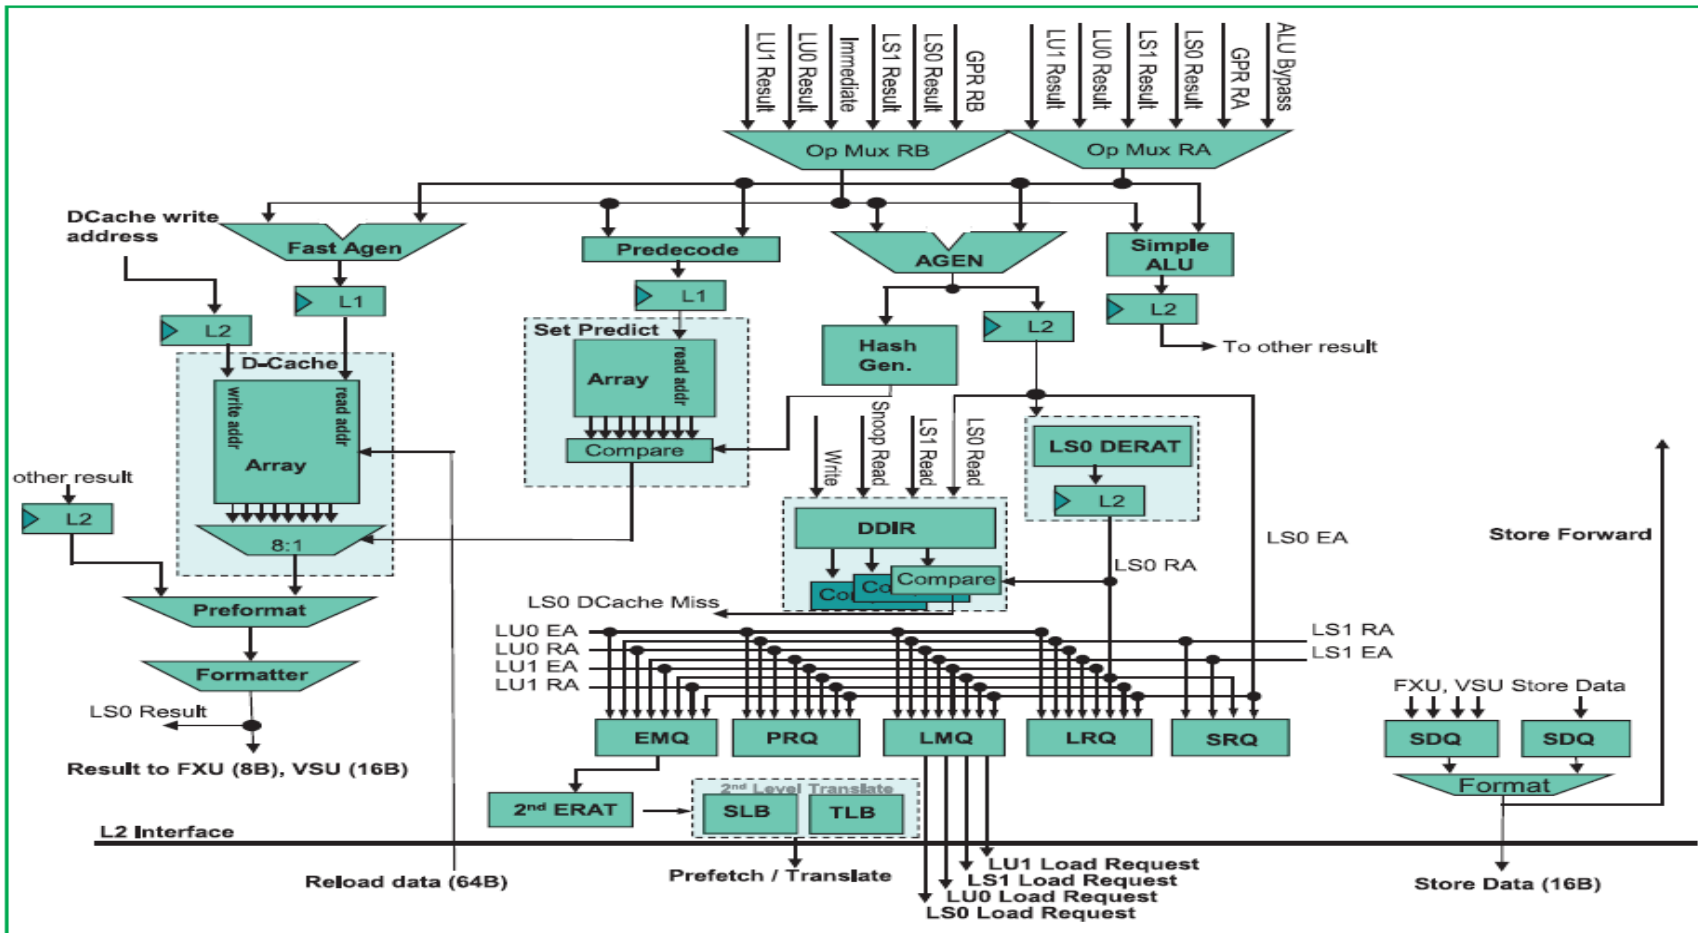 LU1 Result
LU0 Result
Immediate
LS1 Result
LS0 Result
GPR RB
LU1 Result
LU0 Result
LS1 Result
LS0 Result
GPR RA
ALU Bypass
Op Mux RB
Op Mux RA
DCache write
address
Fast Agen
Predecode
AGEN
Simple
ALU
L1
L1
L2
L2
L2
Set Predict
Hash
Gen.
To other result
D-Cache
write addr
read addr
Array
Array
read addr
Compare
Write
Snoop Read
LS1 Read
LS0 Read
LS0 DERAT
L2
other result
L2
8:1
DDIR
Compare
LS0 EA
LS0 RA
Store Forward
Preformat
LS0 DCache Miss
Formatter
LU0 EA
LU0 RA
LU1 EA
LU1 RA
LS1 RA
LS1 EA
LS0 Result
FXU, VSU Store Data
EMQ
PRQ
LMQ
LRQ
SRQ
SDQ
SDQ
Result to FXU (8B), VSU (16B)
Format
2nd Level Translate
2nd ERAT
SLB
TLB
L2 Interface
Reload data (64B)
Prefetch / Translate
LU1 Load Request
LS1 Load Request
LU0 Load Request
LS0 Load Request
Store Data (16B)